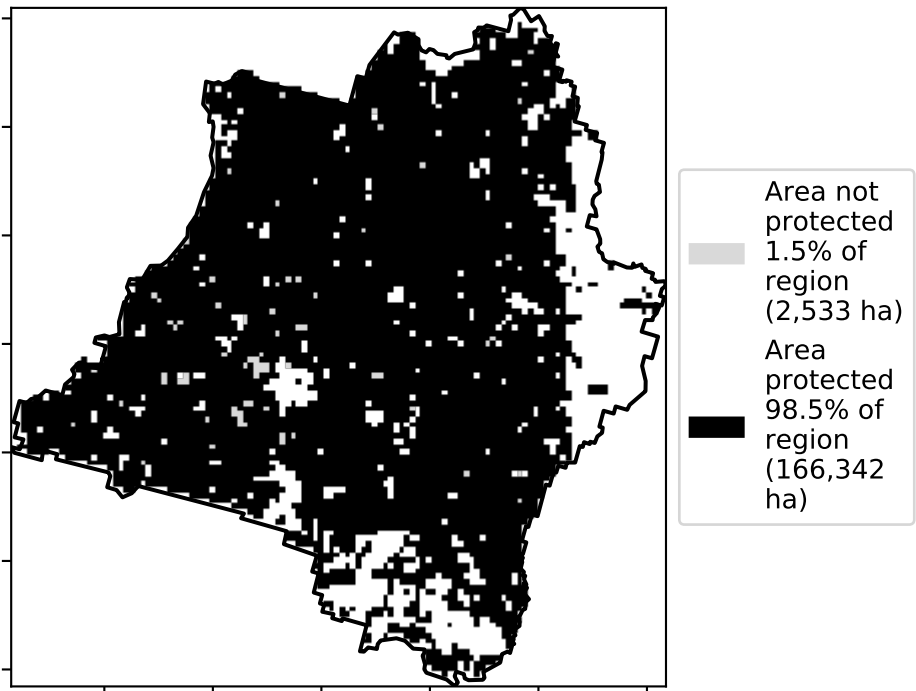 Area not
protected
1.5% of
region
(2,533 ha)
Area
protected
98.5% of
region
(166,342
ha)